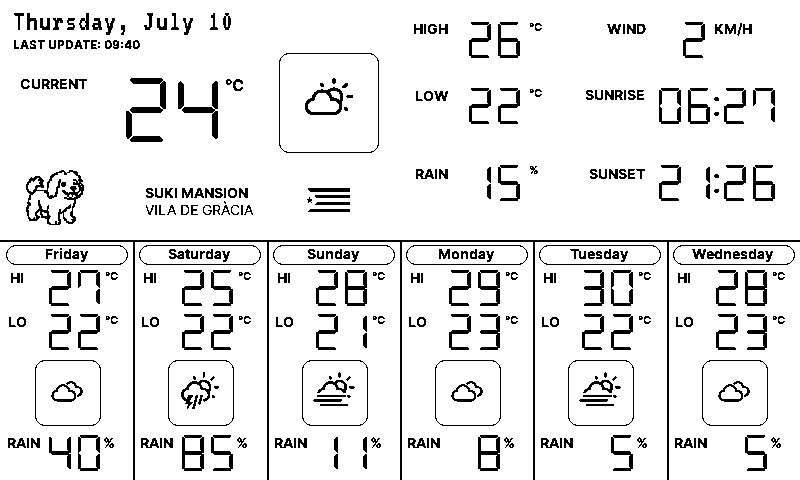 Thursday, July 10
LAST UPDATE: 09:40
CURRENT 24 °C
HIGH 26 °C
WIND 2 KM/H
LOW 22 °C
SUNRISE 06:27
RAIN 15 %
SUNSET 21:26
SUKI MANSION
VILA DE GRÀCIA
Friday
HI 27 °C
LO 22 °C
RAIN 40 %
Saturday
HI 25 °C
LO 22 °C
RAIN 85 %
Sunday
HI 28 °C
LO 21 °C
RAIN 11 %
Monday
HI 29 °C
LO 23 °C
RAIN 8 %
Tuesday
HI 30 °C
LO 22 °C
RAIN 5 %
Wednesday
HI 28 °C
LO 23 °C
RAIN 5 %